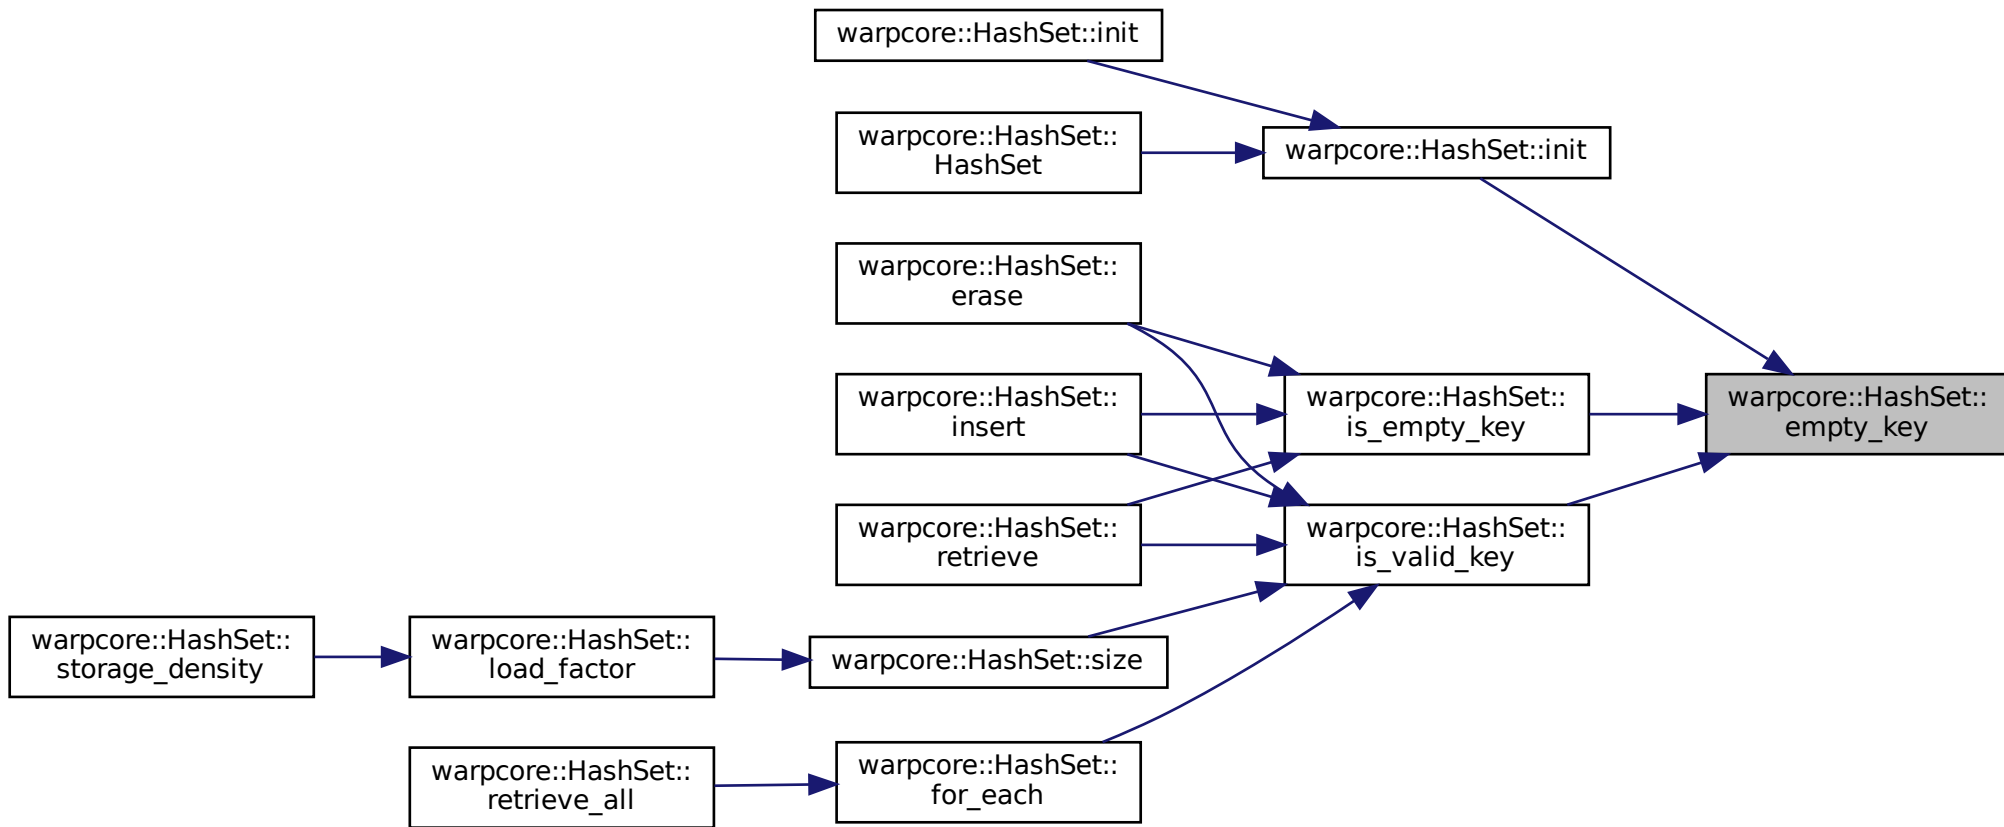 warpcore::HashSet::init
warpcore::HashSet::
HashSet
warpcore::HashSet::init
warpcore::HashSet::
erase
warpcore::HashSet::
insert
warpcore::HashSet::
is_empty_key
warpcore::HashSet::
empty_key
warpcore::HashSet::
retrieve
warpcore::HashSet::
is_valid_key
warpcore::HashSet::
storage_density
warpcore::HashSet::
load_factor
warpcore::HashSet::size
warpcore::HashSet::
retrieve_all
warpcore::HashSet::
for_each